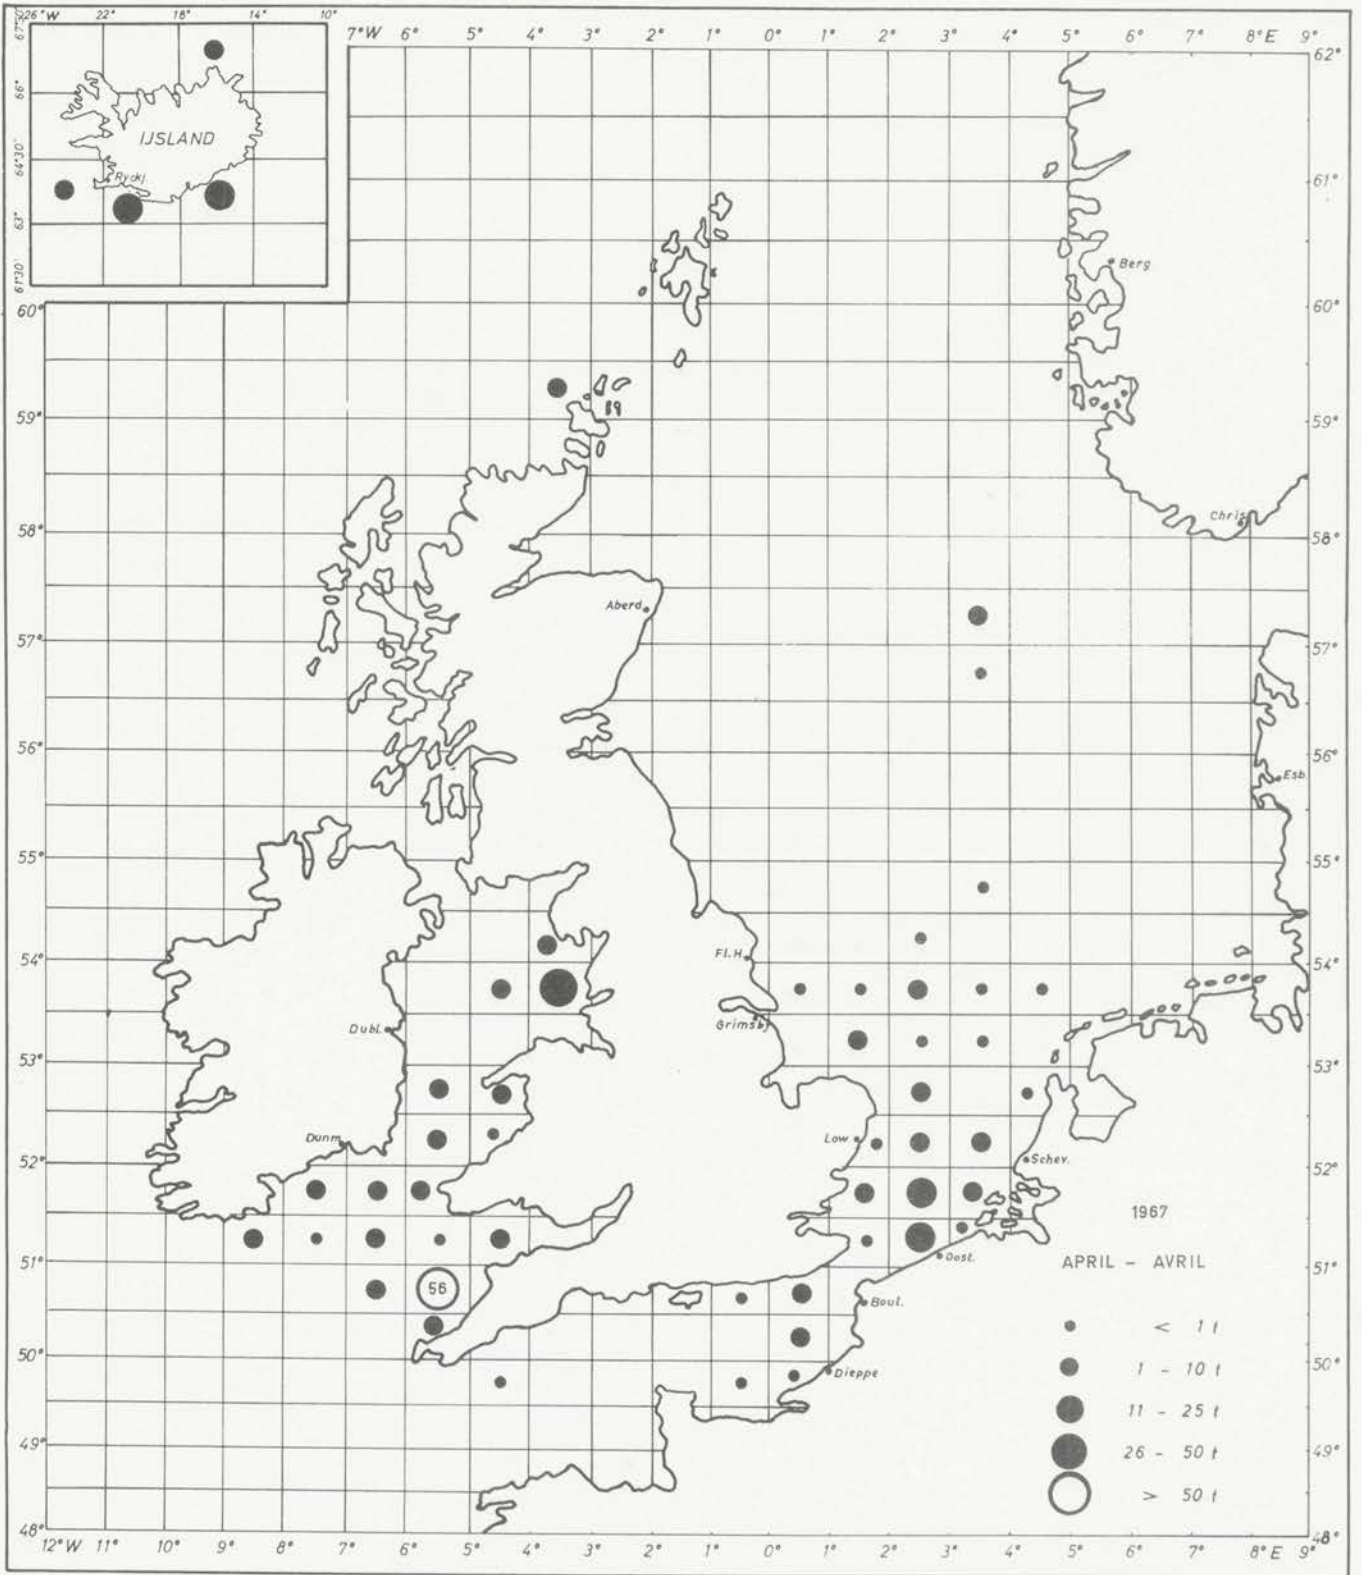 26°W 22° 18° 14° 10°
67°
66°
64°30'
63°
61°30'
IJSLAND
Ryckj.
7°W 6° 5° 4° 3° 2° 1° 0° 1° 2° 3° 4° 5° 6° 7° 8°E 9°
62°
61°
60° 60°
59° 59°
58° 58°
57° 57°
56° 56°
55° 55°
54° 54°
53° 53°
52° 52°
51° 51°
50° 50°
49° 49°
48° 48°
Berg
Chris
Aberd.
Esb.
Fl.H.
Grimsby
Dubl.
Dunm.
Low.
Schev.
Oost.
Boul.
Dieppe
56
1967
APRIL - AVRIL
< 1 t
1 - 10 t
11 - 25 t
26 - 50 t
> 50 t
12°W 11° 10° 9° 8° 7° 6° 5° 4° 3° 2° 1° 0° 1° 2° 3° 4° 5° 6° 7° 8°E 9°